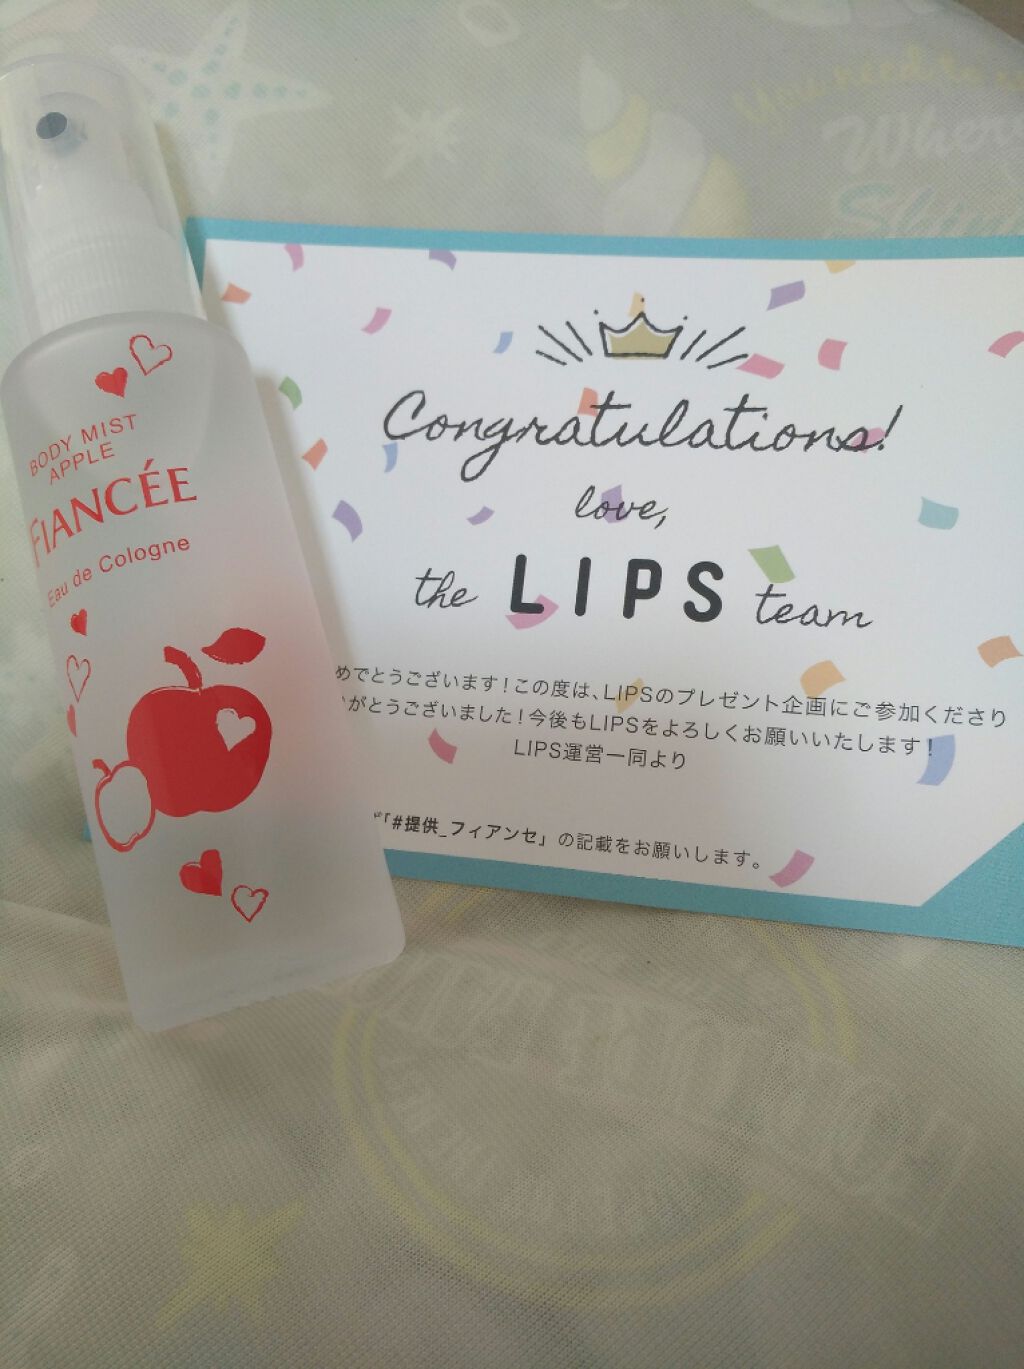 BODY MIST
APPLE
FIANCÉE
Eau de Cologne
Congratulations!
love,
the LIPS team
めでとうございます！この度は、LIPSのプレゼント企画にご参加くださり
がとうございました！今後もLIPSをよろしくお願いいたします！
LIPS運営一同より
「#提供_フィアンセ」の記載をお願いします。
You need to
When